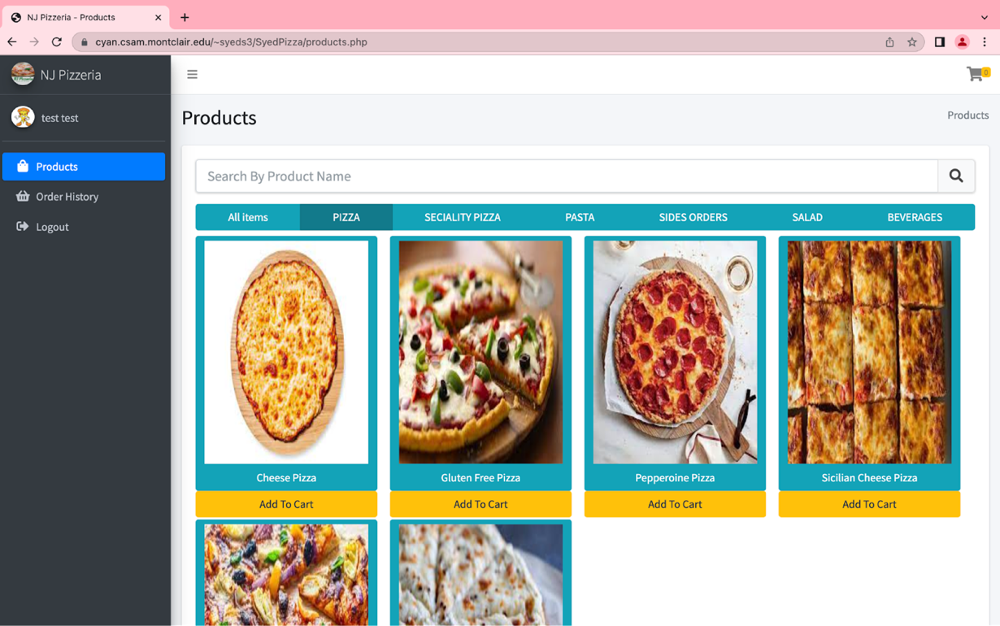 NJ Pizzeria - Products
cyan.csam.montclair.edu/~syeds3/SyedPizza/products.php
NJ Pizzeria
0
test test
Products
Products
Products
Order History
Logout
Search By Product Name
All items PIZZA SECIALITY PIZZA PASTA SIDES ORDERS SALAD BEVERAGES
Cheese Pizza Gluten Free Pizza Pepperoine Pizza Sicilian Cheese Pizza
Add To Cart Add To Cart Add To Cart Add To Cart